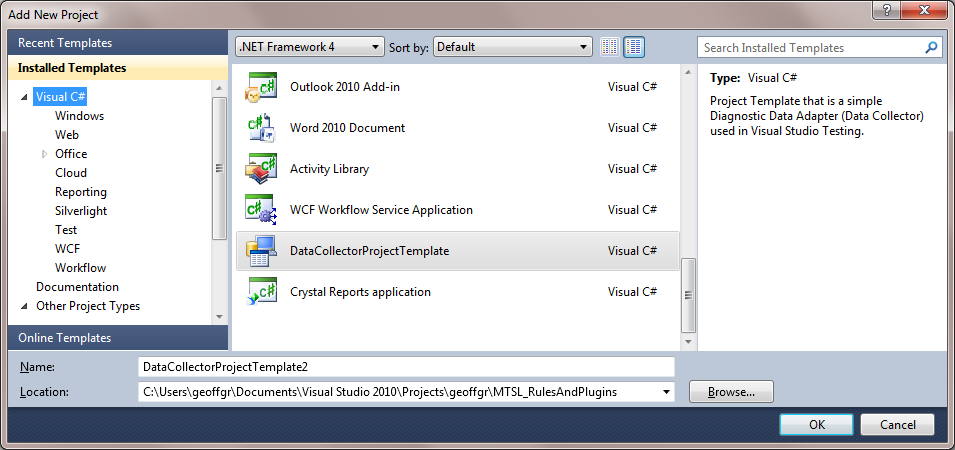 Add New Project
Recent Templates
Installed Templates
Visual C#
Windows
Web
Office
Cloud
Reporting
Silverlight
Test
WCF
Workflow
Documentation
Other Project Types
Online Templates
.NET Framework 4 Sort by: Default
Outlook 2010 Add-in Visual C#
Word 2010 Document Visual C#
Activity Library Visual C#
WCF Workflow Service Application Visual C#
DataCollectorProjectTemplate Visual C#
Crystal Reports application Visual C#
Search Installed Templates
Type: Visual C#
Project Template that is a simple
Diagnostic Data Adapter (Data Collector)
used in Visual Studio Testing.
Name: DataCollectorProjectTemplate2
Location: C:\Users\geoffgr\Documents\Visual Studio 2010\Projects\geoffgr\MTSL_RulesAndPlugins Browse...
OK Cancel